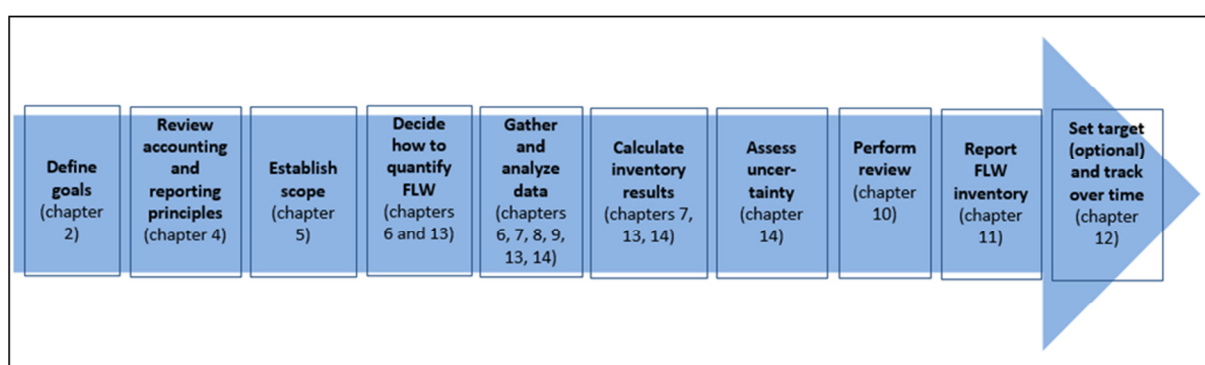 Define
goals
(chapter
2)
Review
accounting
and
reporting
principles
(chapter 4)
Establish
scope
(chapter
5)
Decide
how to
quantify
FLW
(chapters
6 and 13)
Gather
and
analyze
data
(chapters
6, 7, 8, 9,
13, 14)
Calculate
inventory
results
(chapters 7,
13, 14)
Assess
uncer-
tainty
(chapter
14)
Perform
review
(chapter
10)
Report
FLW
inventory
(chapter
11)
Set target
(optional)
and track
over time
(chapter
12)